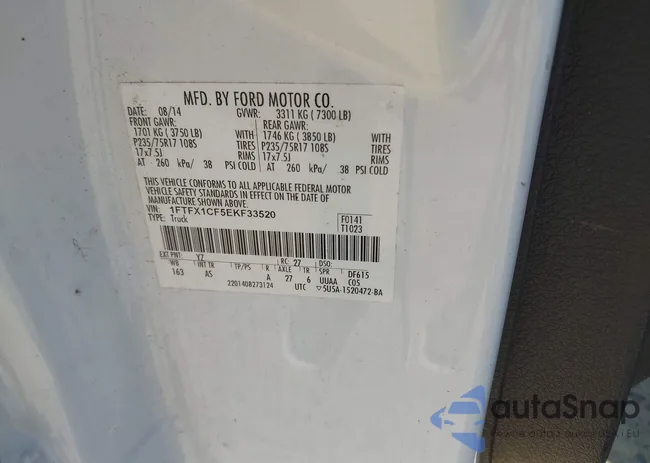 MFD. BY FORD MOTOR CO.
DATE: 08/14 GVWR: 3311 KG ( 7300 LB)
FRONT GAWR: REAR GAWR:
1701 KG ( 3750 LB) WITH 1746 KG ( 3850 LB) WITH
P235/75R17 108S TIRES P235/75R17 108S TIRES
17x7.5J RIMS 17x7.5J RIMS
AT 260 kPa/ 38 PSI COLD AT 260 kPa/ 38 PSI COLD
THIS VEHICLE CONFORMS TO ALL APPLICABLE FEDERAL MOTOR
VEHICLE SAFETY STANDARDS IN EFFECT ON THE DATE OF
MANUFACTURE SHOWN ABOVE.
VIN: 1FTFX1CF5EKF33520 F0141
TYPE: Truck T1023
EXT PNT: YZ RC: 27 DSO:
WB INT TR TP/PS R AXLE TR SPR DF615
163 AS A 27 6 UUAA COS
2201408273124 UTC ▽5U5A-1520472-BA
autaSnap